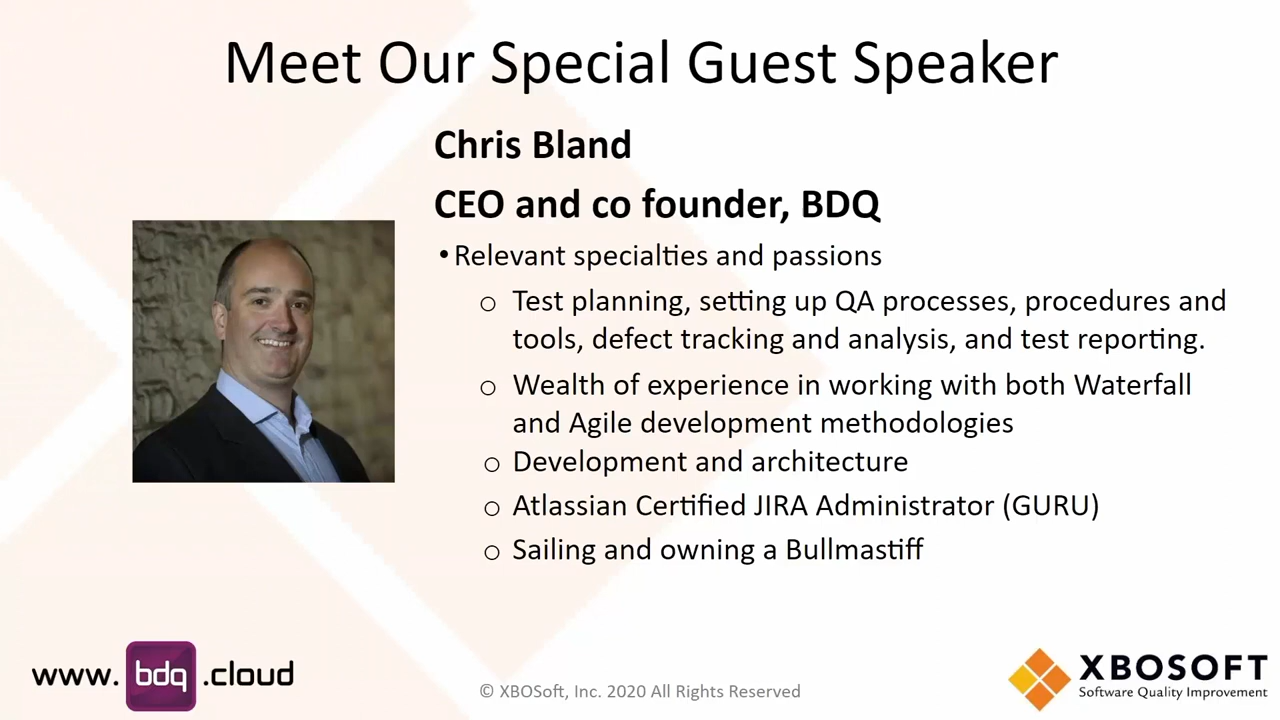 Meet Our Special Guest Speaker
Chris Bland
CEO and co founder, BDQ
• Relevant specialties and passions
o Test planning, setting up QA processes, procedures and
tools, defect tracking and analysis, and test reporting.
o Wealth of experience in working with both Waterfall
and Agile development methodologies
o Development and architecture
o Atlassian Certified JIRA Administrator (GURU)
o Sailing and owning a Bullmastiff
www.bdq.cloud
© XBOSoft, Inc. 2020 All Rights Reserved
XBOSOFT
Software Quality Improvement